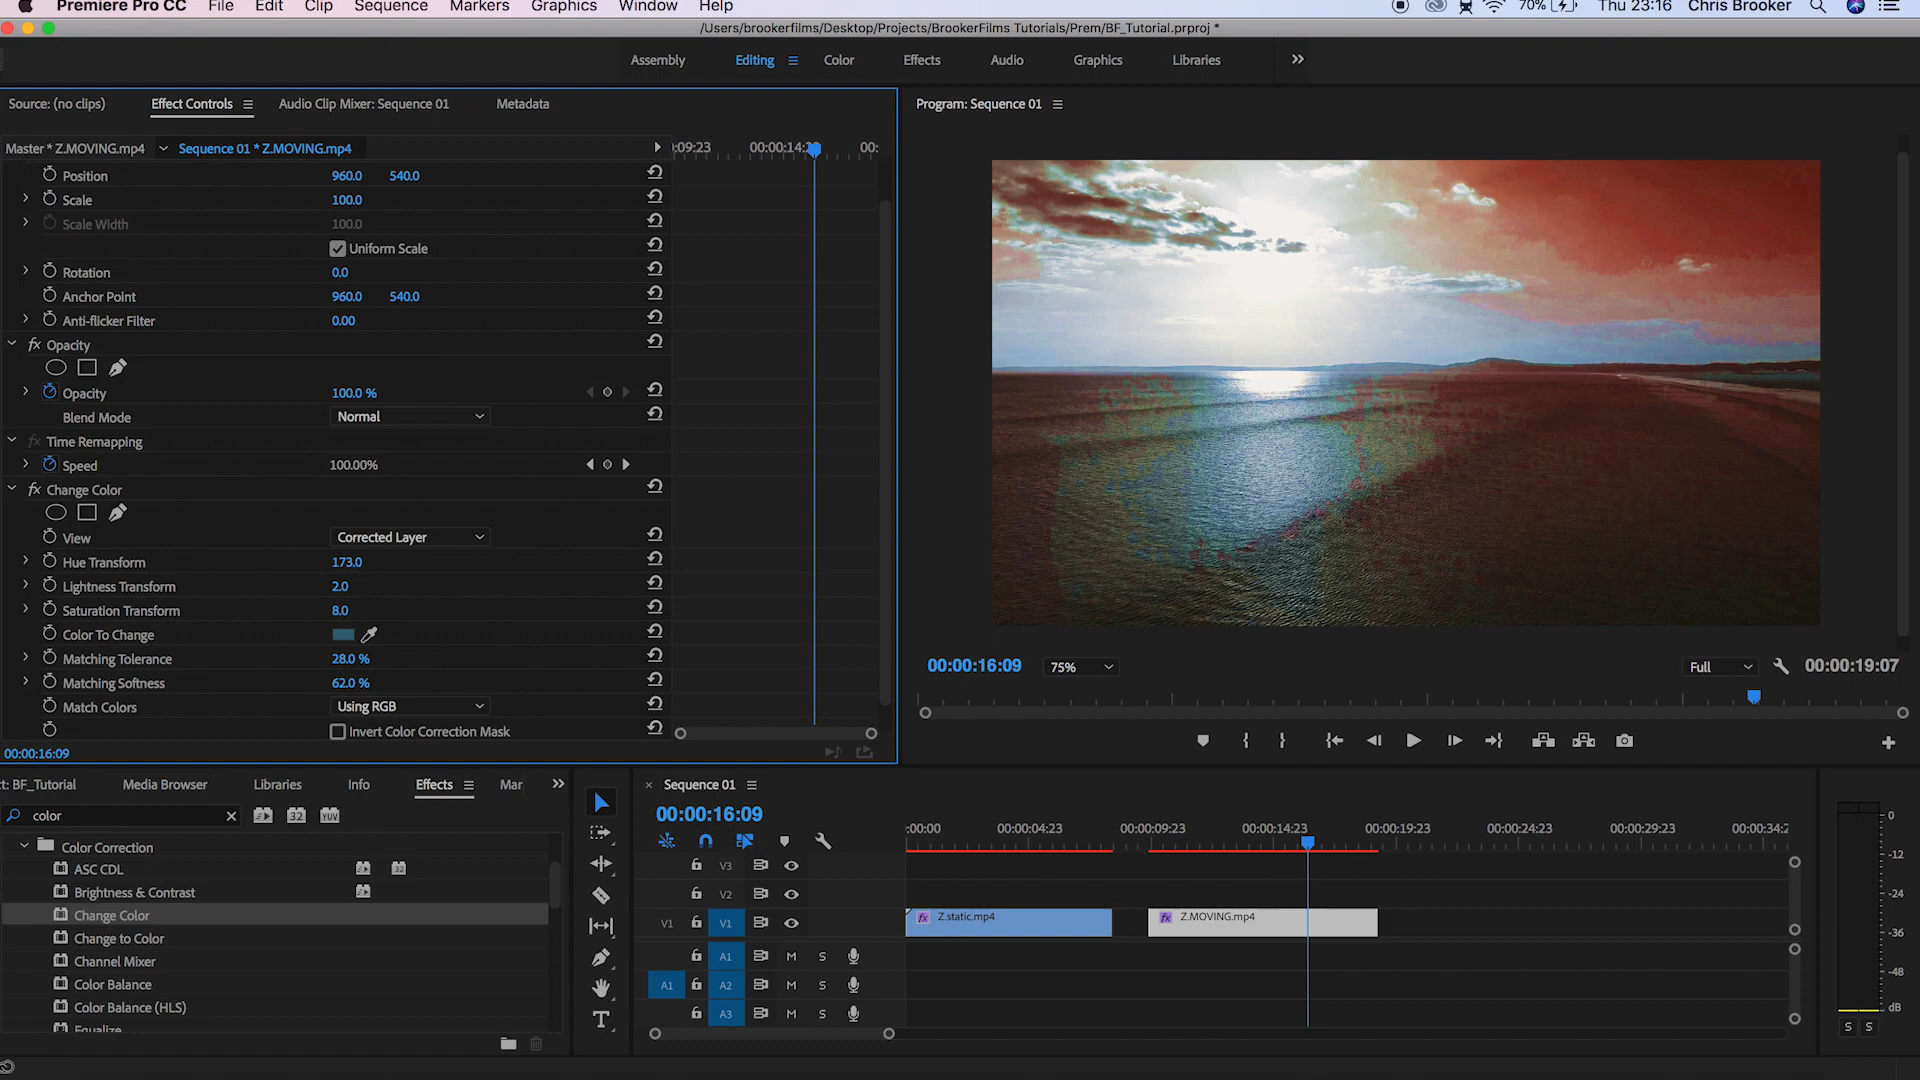 Premiere Pro CC File Edit Clip Sequence Markers Graphics Window Help 70% Thu 23:16 Chris Brooker
/Users/brookerfilms/Desktop/Projects/BrookerFilms Tutorials/Prem/BF_Tutorial.prproj *
Assembly Editing Color Effects Audio Graphics Libraries
Source: (no clips) Effect Controls Audio Clip Mixer: Sequence 01 Metadata
Program: Sequence 01
Master * Z.MOVING.mp4 Sequence 01 * Z.MOVING.mp4
:09:23 00:00:14:2 00:
Position 960.0 540.0
Scale 100.0
Scale Width 100.0
Uniform Scale
Rotation 0.0
Anchor Point 960.0 540.0
Anti-flicker Filter 0.00
fx Opacity
Opacity 100.0 %
Blend Mode Normal
fx Time Remapping
Speed 100.00%
fx Change Color
View Corrected Layer
Hue Transform 173.0
Lightness Transform 2.0
Saturation Transform 8.0
Color To Change
Matching Tolerance 28.0 %
Matching Softness 62.0 %
Match Colors Using RGB
Invert Color Correction Mask
00:00:16:09
00:00:16:09 75% Full 00:00:19:07
t: BF_Tutorial Media Browser Libraries Info Effects Mar
color 32 YUV
Color Correction
ASC CDL 32
Brightness & Contrast
Change Color
Change to Color
Channel Mixer
Color Balance
Color Balance (HLS)
Equalize
T
× Sequence 01
00:00:16:09
:00:00 00:00:04:23 00:00:09:23 00:00:14:23 00:00:19:23 00:00:24:23 00:00:29:23 00:00:34:2
V3
V2
V1 V1 fx Z.static.mp4 fx Z.MOVING.mp4
A1 M S
A1 A2 M S
A3 M S
0
-12
-24
-36
-48
dB
S S